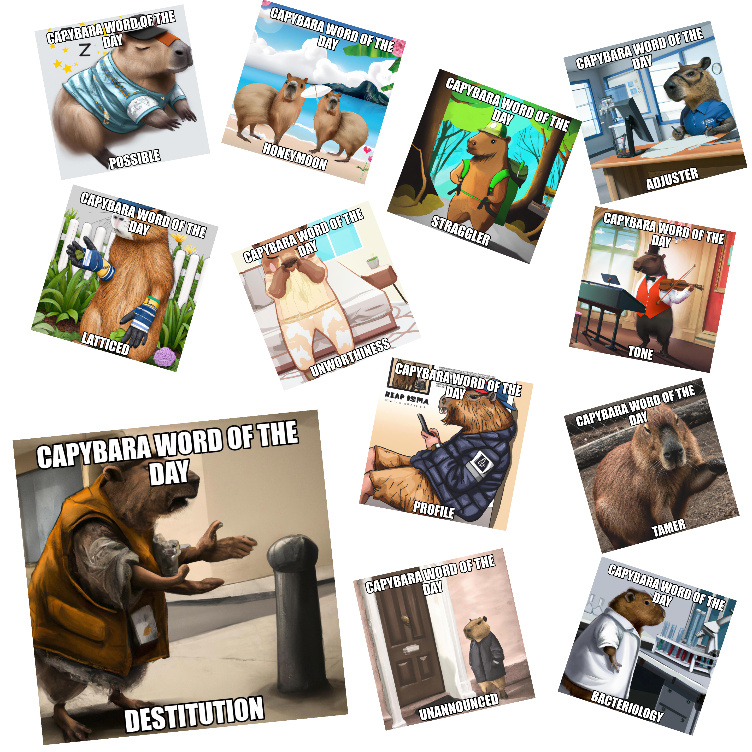 CAPYBARA WORD OF THE
DAY
Z
POSSIBLE
CAPYBARA WORD OF THE
DAY
HONEYMOON
CAPYBARA WORD OF THE
DAY
STRAGGLER
CAPYBARA WORD OF THE
DAY
ADJUSTER
CAPYBARA WORD OF THE
DAY
LATTICED
CAPYBARA WORD OF THE
DAY
UNWORTHINESS
CAPYBARA WORD OF THE
DAY
TONE
CAPYBARA WORD OF THE
DAY
PROFILE
CAPYBARA WORD OF THE
DAY
TAMER
CAPYBARA WORD OF THE
DAY
DESTITUTION
CAPYBARA WORD OF THE
DAY
UNANNOUNCED
CAPYBARA WORD OF THE
DAY
BACTERIOLOGY